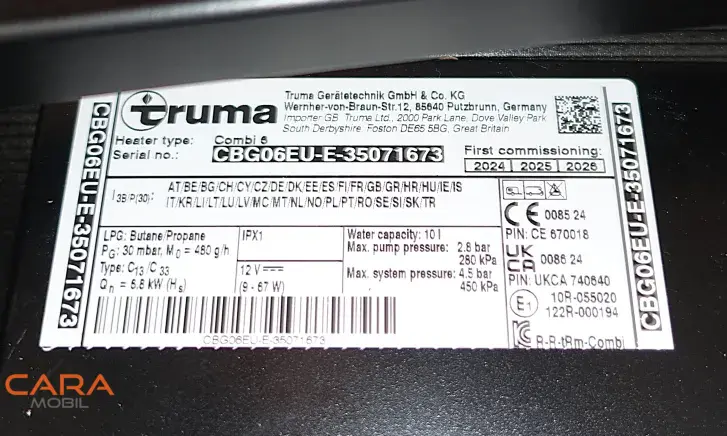 truma
Truma Gerätetechnik GmbH & Co. KG
Wernher-von-Braun-Str.12, 85640 Putzbrunn, Germany
Importer GB Truma Ltd., 2000 Park Lane, Dove Valley Park
South Derbyshire Foston DE65 5BG, Great Britain
Heater type: Combi 6
Serial no.: CBG06EU-E-35071673
First commissioning:
2024 | 2025 | 2026
I3B/P(30): AT/BE/BG/CH/CY/CZ/DE/DK/EE/ES/FI/FR/GB/GR/HR/HU/IE/IS
IT/KR/LI/LT/LU/LV/MC/MT/NL/NO/PL/PT/RO/SE/SI/SK/TR
LPG: Butane/Propane
PG: 30 mbar, ṀG = 480 g/h
Type: C13 /C33
Qn = 5.8 kW (Hs)
IPX1
12 V
(9 - 67 W)
Water capacity: 10 l
Max. pump pressure: 2.8 bar
280 kPa
Max. system pressure: 4.5 bar
450 kPa
CE 0085 24
PIN: CE 670018
UKCA 0086 24
PIN: UKCA 740640
E1 10R-055020
122R-000194
R-R-tRm-Combi
CBG06EU-E-35071673
CBG06EU-E-35071673
CBG06EU-E-35071673
CARA
MOBIL